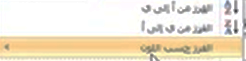 الفرز من أ إلى ي
الفرز من ي إلى أ
الفرز حسب اللون